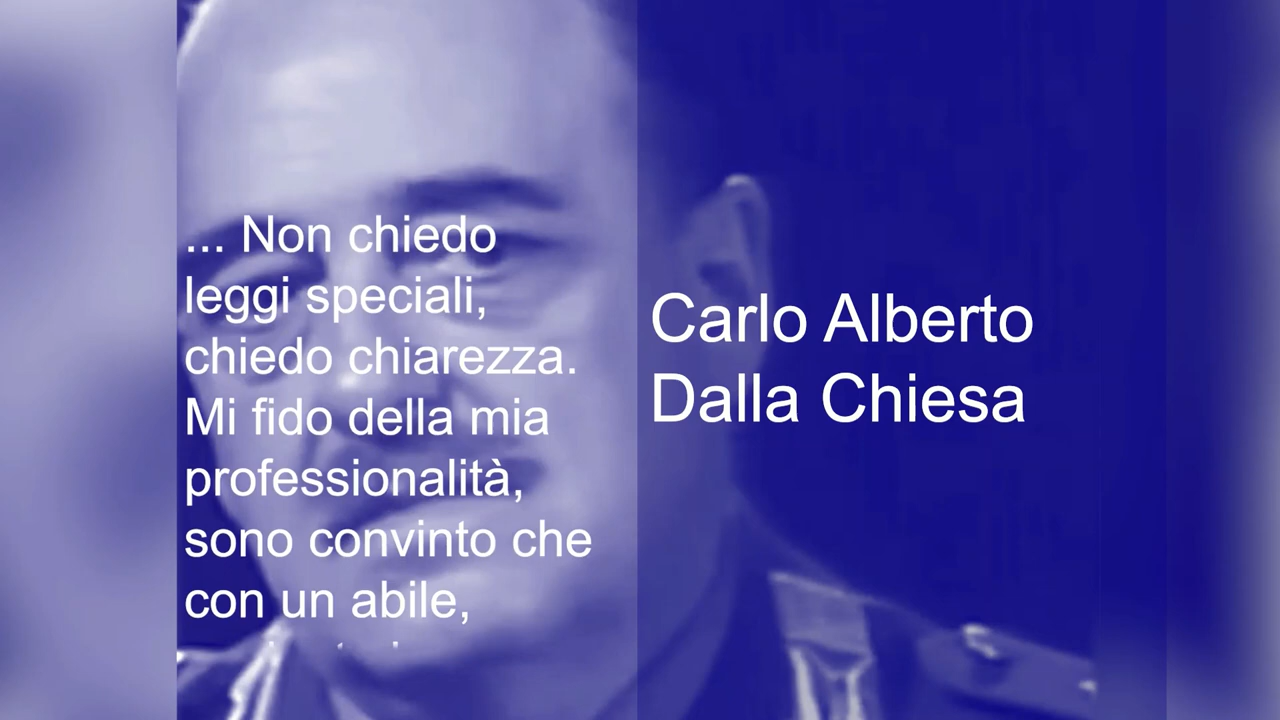 ... Non chiedo
leggi speciali,
chiedo chiarezza.
Mi fido della mia
professionalità,
sono convinto che
con un abile,
Carlo Alberto
Dalla Chiesa